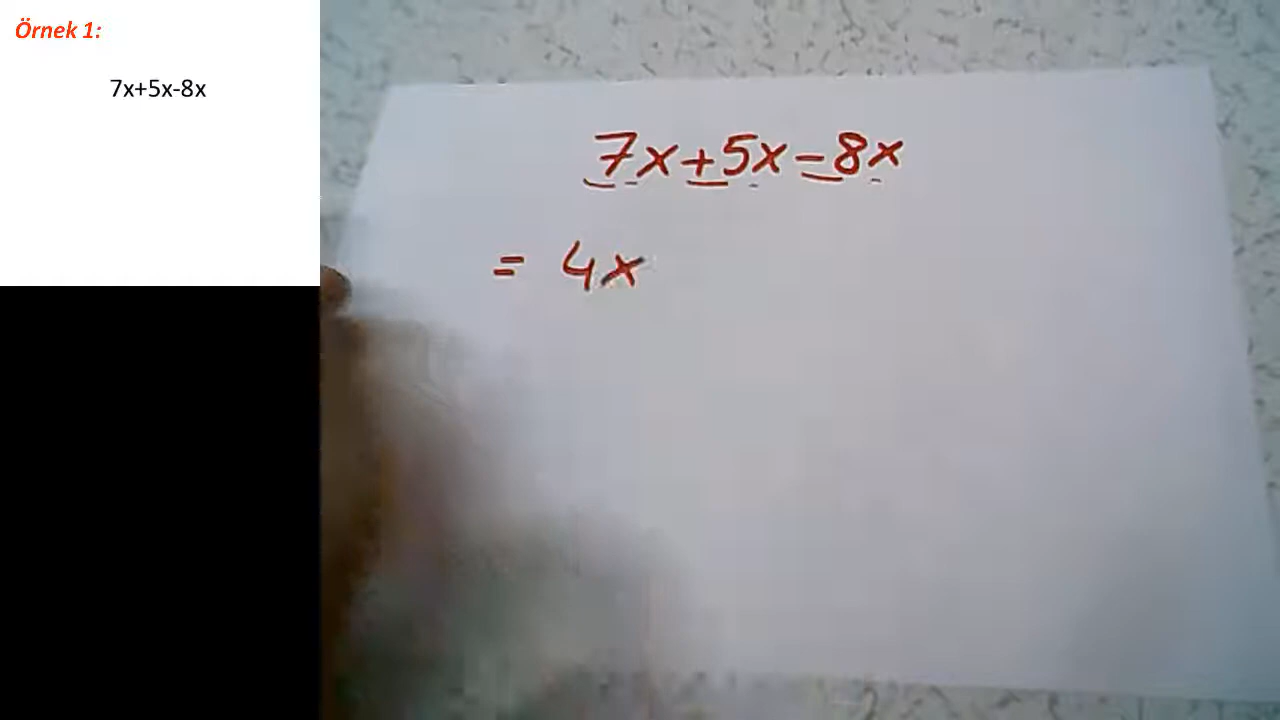 Örnek 1:
7x+5x-8x
7x+5x-8x
= 4x